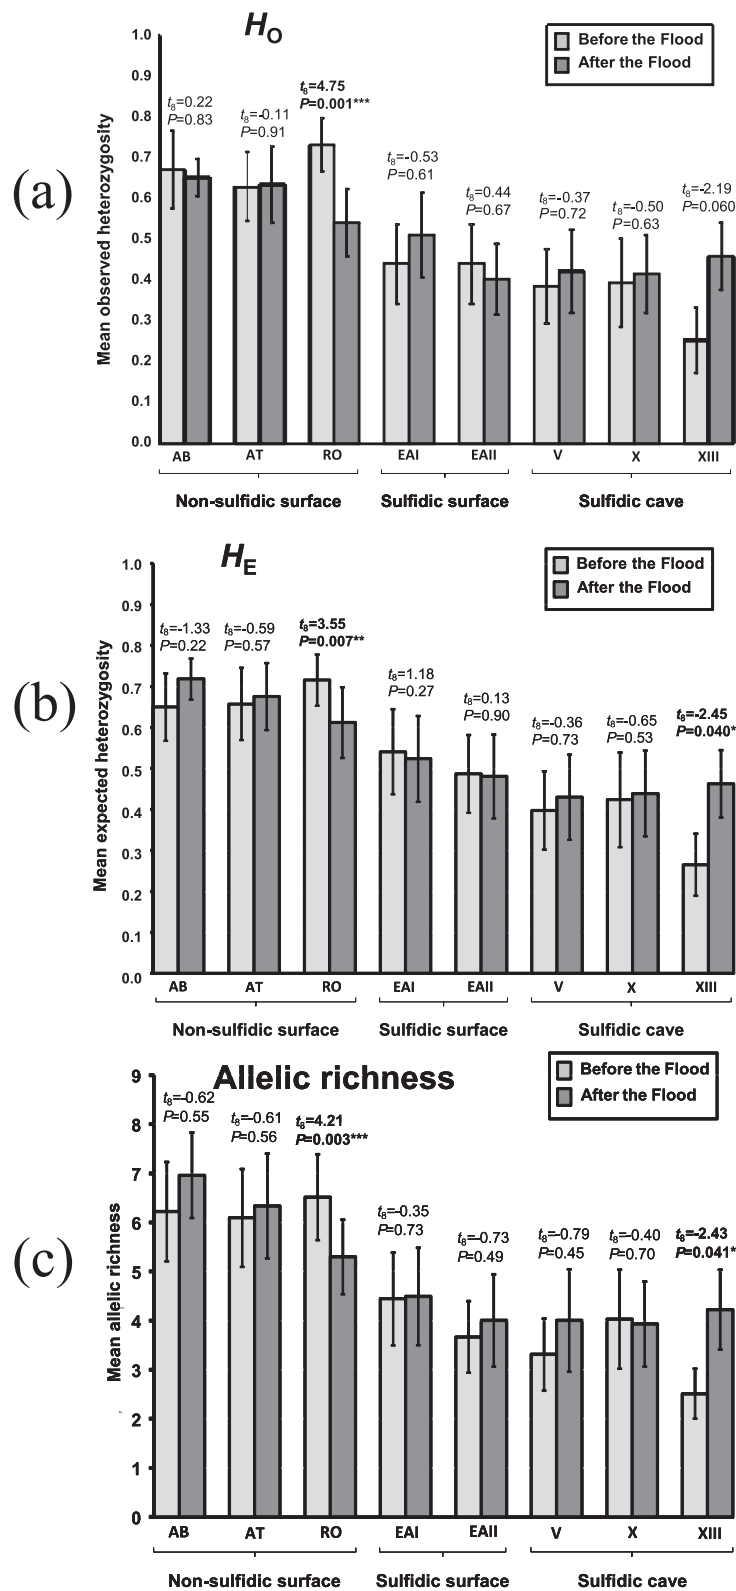 (a)
H_O
Before the Flood
After the Flood
Mean observed heterozygosity
1.0
0.9
0.8
0.7
0.6
0.5
0.4
0.3
0.2
0.1
0.0
t8=0.22
P=0.83
t8=-0.11
P=0.91
t8=4.75
P=0.001***
t8=-0.53
P=0.61
t8=0.44
P=0.67
t8=-0.37
P=0.72
t8=-0.50
P=0.63
t8=-2.19
P=0.060
AB AT RO EAI EAII V X XIII
Non-sulfidic surface Sulfidic surface Sulfidic cave
(b)
H_E
Before the Flood
After the Flood
Mean expected heterozygosity
1.0
0.9
0.8
0.7
0.6
0.5
0.4
0.3
0.2
0.1
0.0
t8=-1.33
P=0.22
t8=-0.59
P=0.57
t8=3.55
P=0.007**
t8=1.18
P=0.27
t8=0.13
P=0.90
t8=-0.36
P=0.73
t8=-0.65
P=0.53
t8=-2.45
P=0.040*
AB AT RO EAI EAII V X XIII
Non-sulfidic surface Sulfidic surface Sulfidic cave
(c)
Allelic richness
Before the Flood
After the Flood
Mean allelic richness
9
8
7
6
5
4
3
2
1
0
t8=-0.62
P=0.55
t8=-0.61
P=0.56
t8=4.21
P=0.003***
t8=-0.35
P=0.73
t8=-0.73
P=0.49
t8=-0.79
P=0.45
t8=-0.40
P=0.70
t8=-2.43
P=0.041*
AB AT RO EAI EAII V X XIII
Non-sulfidic surface Sulfidic surface Sulfidic cave